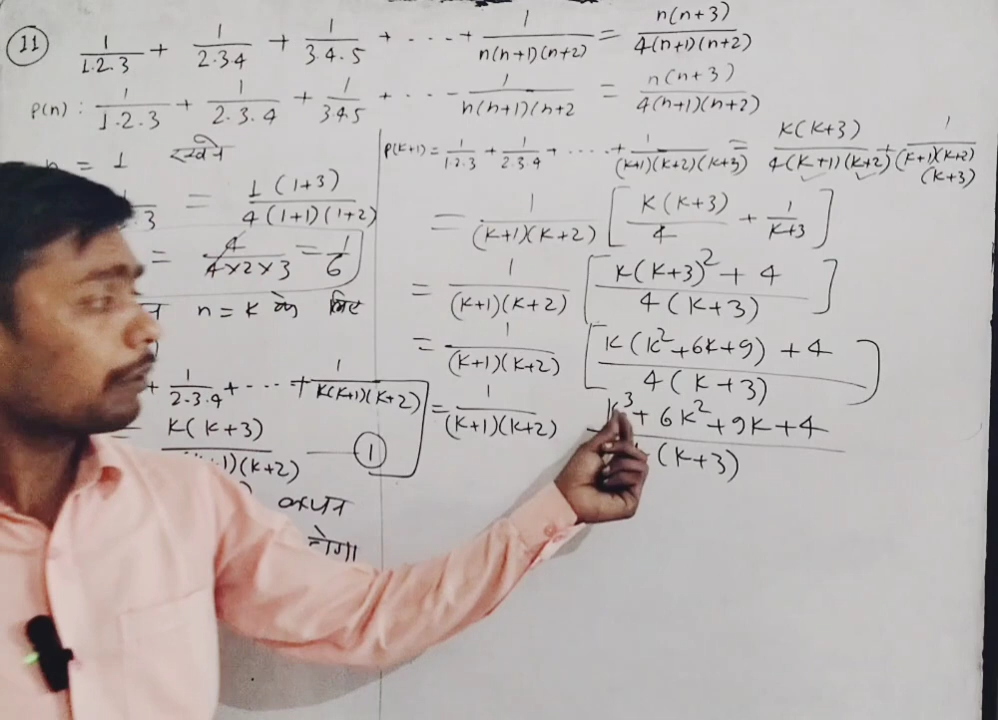 11 1/1.2.3 + 1/2.3.4 + 1/3.4.5 + ... + 1/n(n+1)(n+2) = n(n+3)/4(n+1)(n+2)
P(n) : 1/1.2.3 + 1/2.3.4 + 1/3.4.5 + ... 1/n(n+1)(n+2 = n(n+3)/4(n+1)(n+2)
n = 1 रखने
.3 = 1(1+3)/4(1+1)(1+2)
= 4/4×2×3 = 1/6
n = k के लिए
+ 1/2.3.4 + ... + 1/k(k+1)(k+2)
= k(k+3)/(k+2) 1
कथन
होगा
P(k+1) = 1/1.2.3 + 1/2.3.4 + ... + 1/(k+1)(k+2)(k+3) = k(k+3)/4(k+1)(k+2) + 1/(k+1)(k+2)(k+3)
= 1/(k+1)(k+2) [k(k+3)/4 + 1/k+3]
= 1/(k+1)(k+2) [k(k+3)² + 4/4(k+3)]
= 1/(k+1)(k+2) [k(k²+6k+9) + 4/4(k+3)]
= 1/(k+1)(k+2) k³ + 6k² + 9k + 4/(k+3)